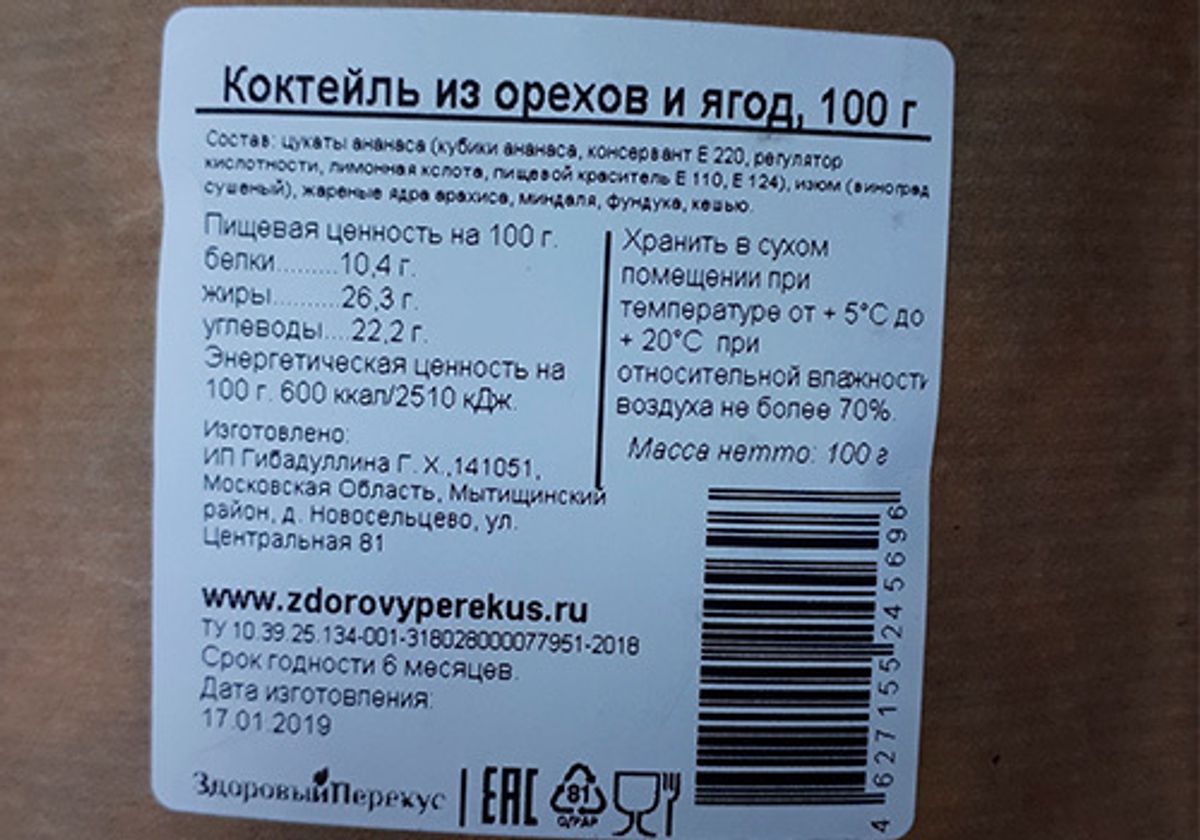 Коктейль из орехов и ягод, 100 г
Состав: цукаты ананаса (кубики ананаса, консервант Е 220, регулятор
кислотности, лимонная кслота, пищевой краситель Е 110, Е 124), изюм (виноград
сушеный), жареные ядра арахиса, миндаля, фундука, кешью.
Пищевая ценность на 100 г.
белки.........10,4 г.
жиры..........26,3 г.
углеводы....22,2 г.
Энергетическая ценность на
100 г. 600 ккал/2510 кДж.
Изготовлено:
ИП Гибадуллина Г. Х.,141051,
Московская Область, Мытищинский
район, д. Новосельцево, ул.
Центральная 81
www.zdorovyperekus.ru
ТУ 10.39.25.134-001-318028000077951-2018
Срок годности 6 месяцев.
Дата изготовления:
17.01.2019
Хранить в сухом
помещении при
температуре от + 5°С до
+ 20°С при
относительной влажности
воздуха не более 70%.
Масса нетто: 100 г
4 627155 245696
ЗдоровыйПерекус
EAC
81
C/PAP